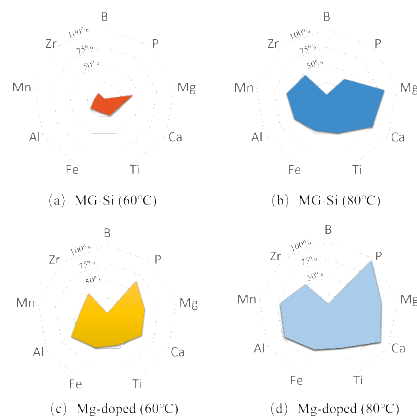 B
P
Mg
Ca
Ti
Fe
Al
Mn
Zr
100%
75%
50%
(a) MG-Si (60°C)
B
P
Mg
Ca
Ti
Fe
Al
Mn
Zr
100%
75%
50%
(b) MG-Si (80°C)
B
P
Mg
Ca
Ti
Fe
Al
Mn
Zr
100%
75%
50%
(c) Mg-doped (60°C)
B
P
Mg
Ca
Ti
Fe
Al
Mn
Zr
100%
75%
50%
(d) Mg-doped (80°C)